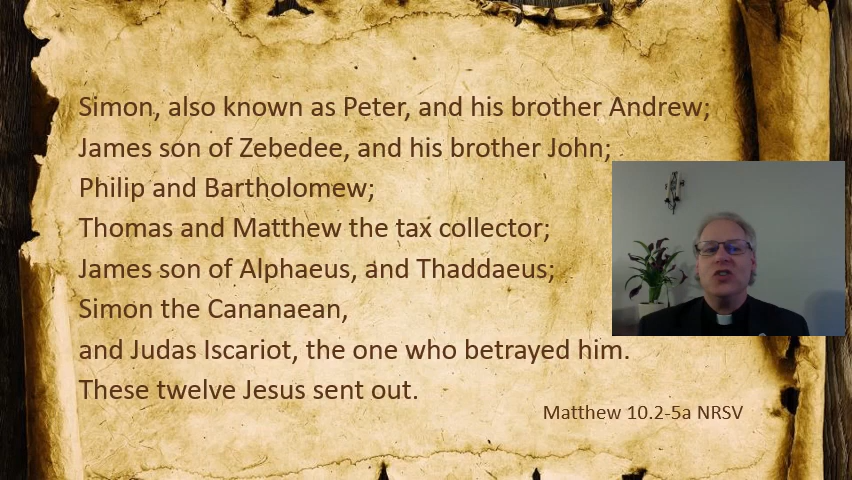 Simon, also known as Peter, and his brother Andrew;
James son of Zebedee, and his brother John;
Philip and Bartholomew;
Thomas and Matthew the tax collector;
James son of Alphaeus, and Thaddaeus;
Simon the Cananaean,
and Judas Iscariot, the one who betrayed him.
These twelve Jesus sent out.
Matthew 10.2-5a NRSV